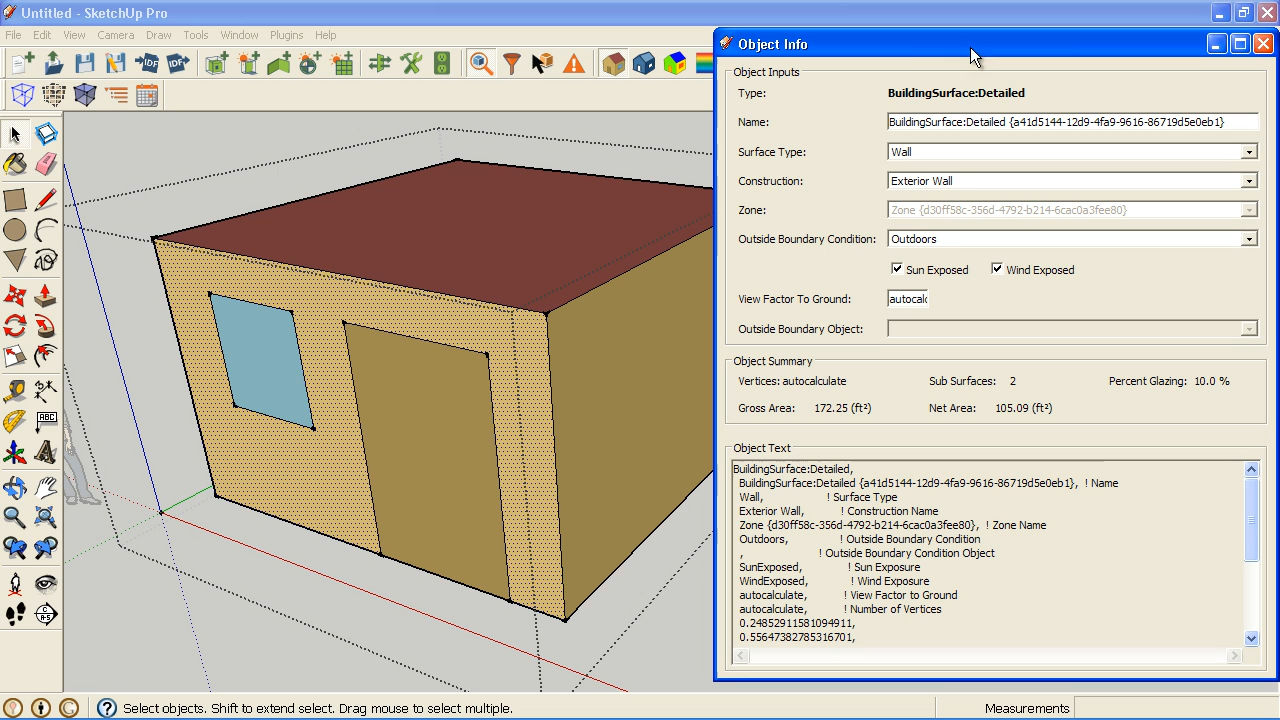 Untitled - SketchUp Pro
File Edit View Camera Draw Tools Window Plugins Help
IDF IDF
ABC
A
C
A-5
Object Info
Object Inputs
Type: BuildingSurface:Detailed
Name: BuildingSurface:Detailed {a41d5144-12d9-4fa9-9616-86719d5e0eb1}
Surface Type: Wall
Construction: Exterior Wall
Zone: Zone {d30ff58c-356d-4792-b214-6cac0a3fee80}
Outside Boundary Condition: Outdoors
Sun Exposed Wind Exposed
View Factor To Ground: autocalc
Outside Boundary Object:
Object Summary
Vertices: autocalculate Sub Surfaces: 2 Percent Glazing: 10.0 %
Gross Area: 172.25 (ft²) Net Area: 105.09 (ft²)
Object Text
BuildingSurface:Detailed,
BuildingSurface:Detailed {a41d5144-12d9-4fa9-9616-86719d5e0eb1}, ! Name
Wall, ! Surface Type
Exterior Wall, ! Construction Name
Zone {d30ff58c-356d-4792-b214-6cac0a3fee80}, ! Zone Name
Outdoors, ! Outside Boundary Condition
, ! Outside Boundary Condition Object
SunExposed, ! Sun Exposure
WindExposed, ! Wind Exposure
autocalculate, ! View Factor to Ground
autocalculate, ! Number of Vertices
0.24852911581094911,
0.55647382785316701,
Select objects. Shift to extend select. Drag mouse to select multiple.
Measurements